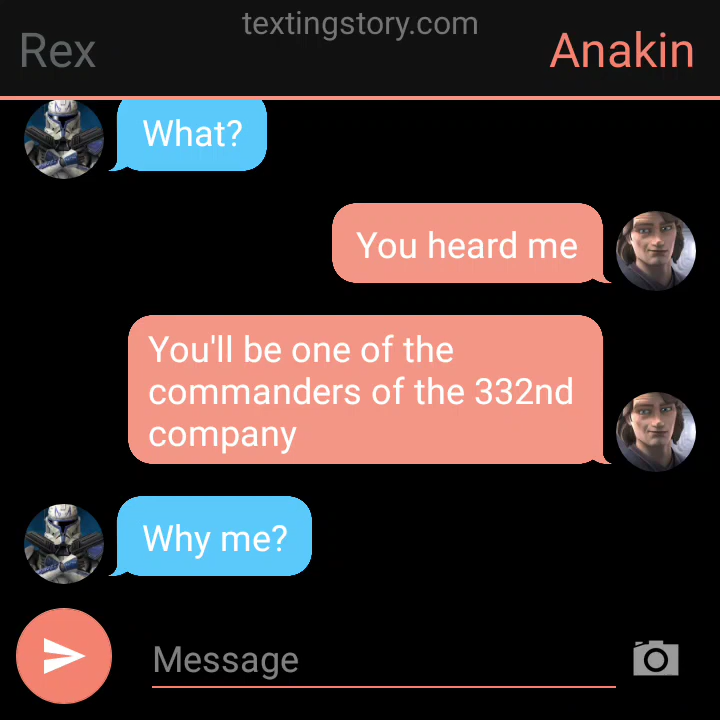 textingstory.com
Rex
Anakin
What?
You heard me
You'll be one of the
commanders of the 332nd
company
Why me?
Message